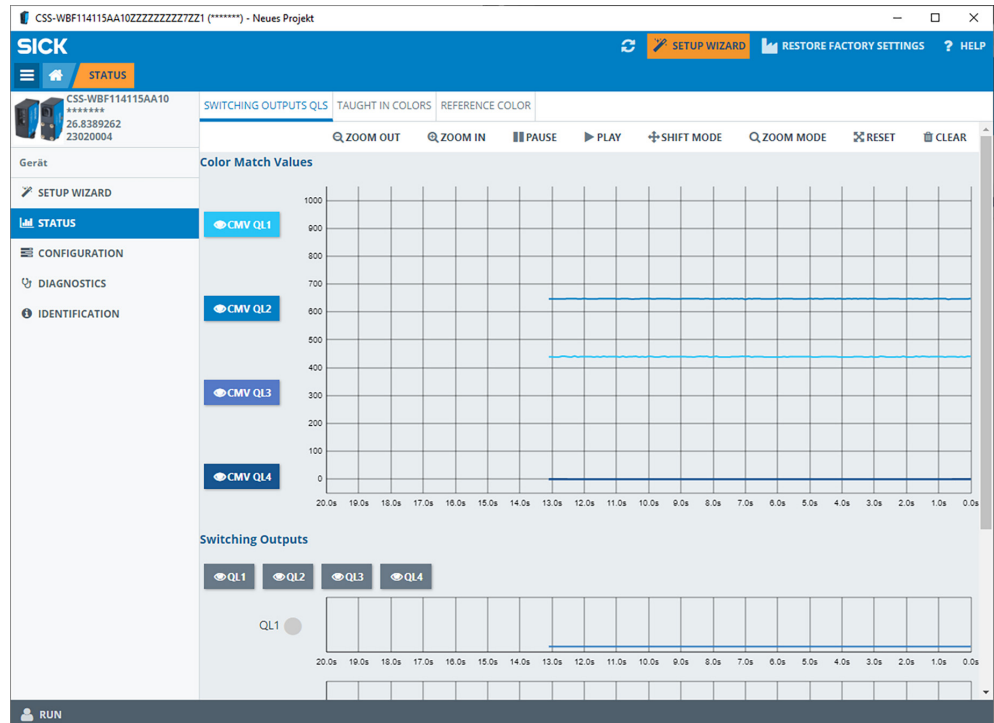 CSS-WBF114115AA10ZZZZZZZZZ7ZZ1 (*******) - Neues Projekt
SICK
SETUP WIZARD RESTORE FACTORY SETTINGS ? HELP
STATUS
CSS-WBF114115AA10
*******
26.8389262
23020004
SWITCHING OUTPUTS QLS TAUGHT IN COLORS REFERENCE COLOR
ZOOM OUT ZOOM IN PAUSE PLAY SHIFT MODE ZOOM MODE RESET CLEAR
Gerät
SETUP WIZARD
STATUS
CONFIGURATION
DIAGNOSTICS
IDENTIFICATION
Color Match Values
CMV QL1
CMV QL2
CMV QL3
CMV QL4
1000
900
800
700
600
500
400
300
200
100
0
20.0s 19.0s 18.0s 17.0s 16.0s 15.0s 14.0s 13.0s 12.0s 11.0s 10.0s 9.0s 8.0s 7.0s 6.0s 5.0s 4.0s 3.0s 2.0s 1.0s 0.0s
Switching Outputs
QL1 QL2 QL3 QL4
QL1
20.0s 19.0s 18.0s 17.0s 16.0s 15.0s 14.0s 13.0s 12.0s 11.0s 10.0s 9.0s 8.0s 7.0s 6.0s 5.0s 4.0s 3.0s 2.0s 1.0s 0.0s
RUN